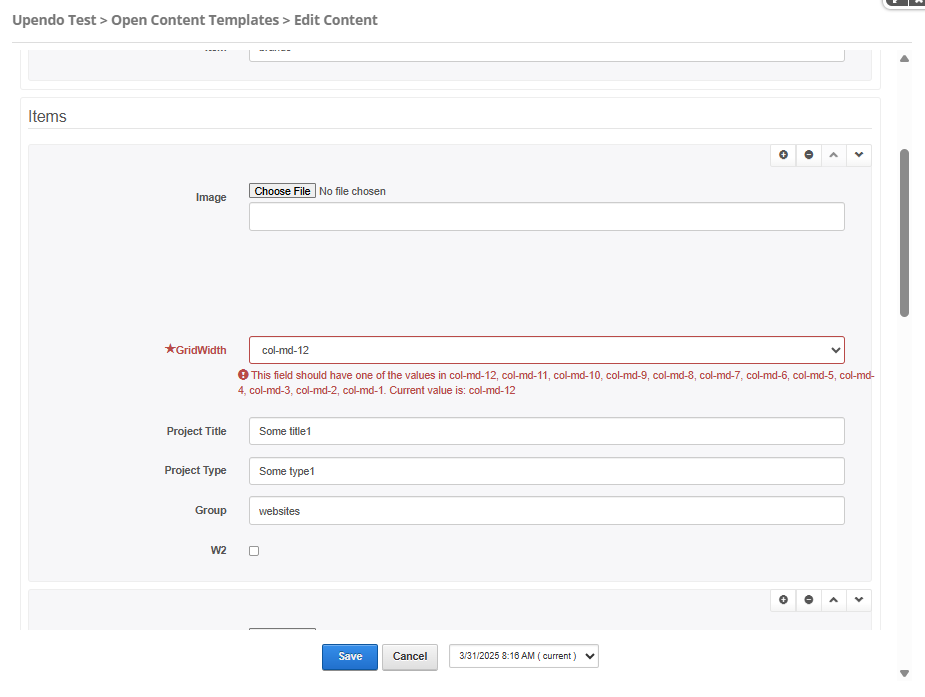 Upendo Test > Open Content Templates > Edit Content
Items
Image
Choose File No file chosen
★GridWidth
col-md-12
This field should have one of the values in col-md-12, col-md-11, col-md-10, col-md-9, col-md-8, col-md-7, col-md-6, col-md-5, col-md-
4, col-md-3, col-md-2, col-md-1. Current value is: col-md-12
Project Title
Some title1
Project Type
Some type1
Group
websites
W2
Save
Cancel
3/31/2025 8:16 AM ( current )